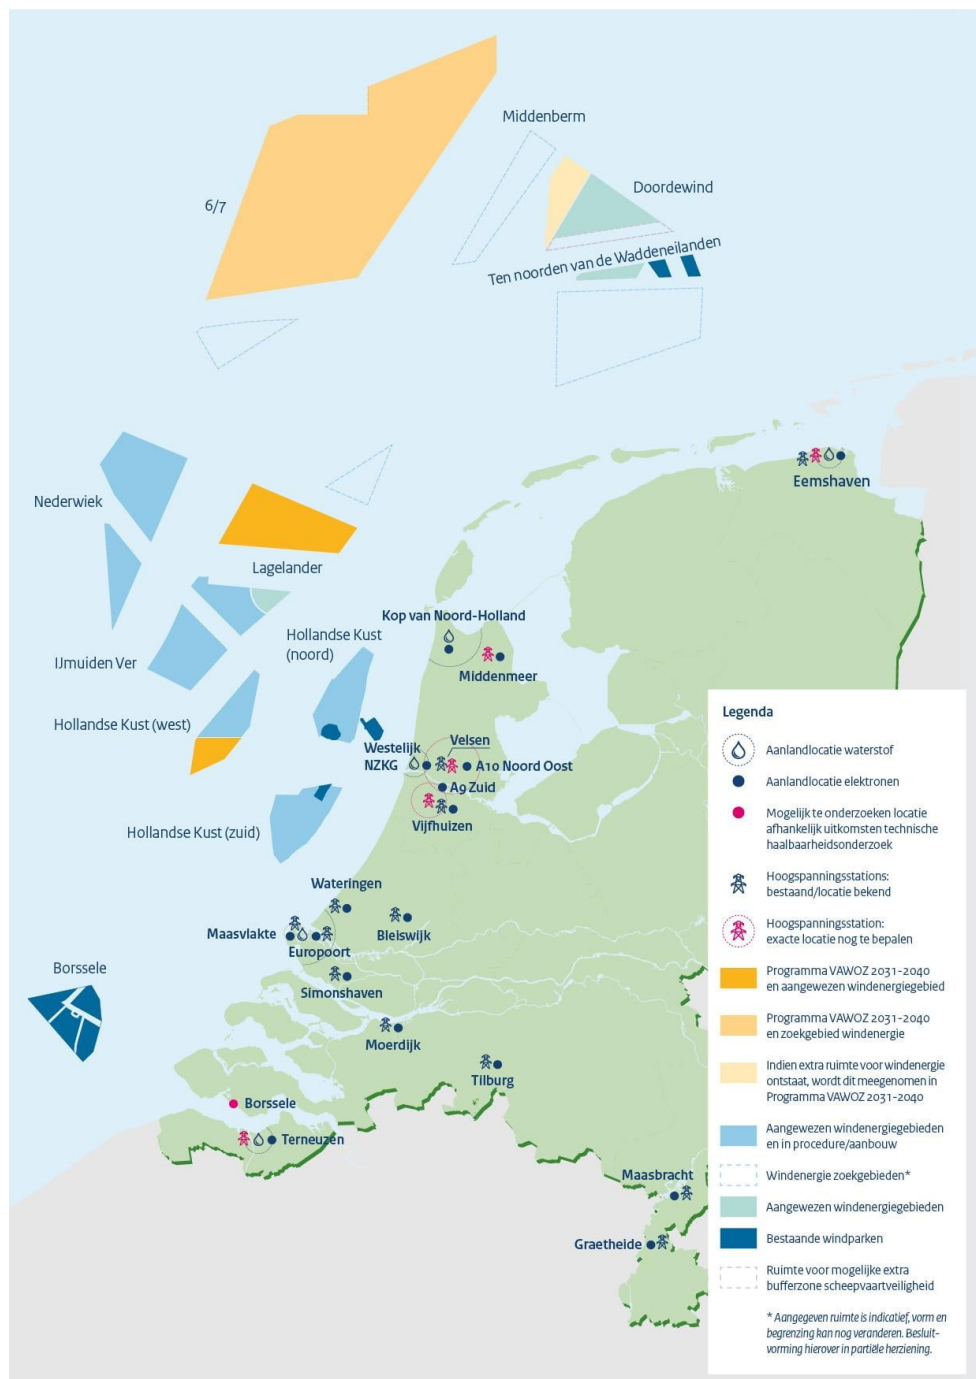 Middenberm
Doordewind
6/7
Ten noorden van de Waddeneilanden
Eemshaven
Nederwiek
Lagelander
Kop van Noord-Holland
Hollandse Kust
(noord)
IJmuiden Ver
Middenmeer
Hollandse Kust (west)
Velsen
Westelijk
NZKG
A10 Noord Oost
A9 Zuid
Vijfhuizen
Hollandse Kust (zuid)
Wateringen
Maasvlakte
Bleiswijk
Europoort
Borssele
Simonshaven
Moerdijk
Tilburg
Borssele
Terneuzen
Maasbracht
Graetheide
Legenda
Aanlandlocatie waterstof
Aanlandlocatie elektronen
Mogelijk te onderzoeken locatie
afhankelijk uitkomsten technische
haalbaarheidsonderzoek
Hoogspanningsstations:
bestaand/locatie bekend
Hoogspanningsstation:
exacte locatie nog te bepalen
Programma VAWOZ 2031-2040
en aangewezen windenergiegebied
Programma VAWOZ 2031-2040
en zoekgebied windenergie
Indien extra ruimte voor windenergie
ontstaat, wordt dit meegenomen in
Programma VAWOZ 2031-2040
Aangewezen windenergiegebieden
en in procedure/aanbouw
Windenergie zoekgebieden*
Aangewezen windenergiegebieden
Bestaande windparken
Ruimte voor mogelijke extra
bufferzone scheepvaartveiligheid
* Aangegeven ruimte is indicatief, vorm en
begrenzing kan nog veranderen. Besluit-
vorming hierover in partiële herziening.